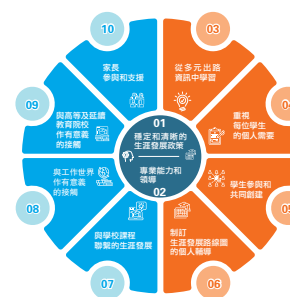 01
穩定和清晰的
生涯發展政策
專業能力和
領導
02
03
從多元出路
資訊中學習
04
重視
每位學生
的個人需要
05
學生參與和
共同創建
06
制訂
生涯發展路線圖
的個人輔導
07
與學校課程
聯繫的生涯發展
08
與工作世界
作有意義
的接觸
09
與高等及延續
教育院校
作有意義
的接觸
10
家長
參與和支援